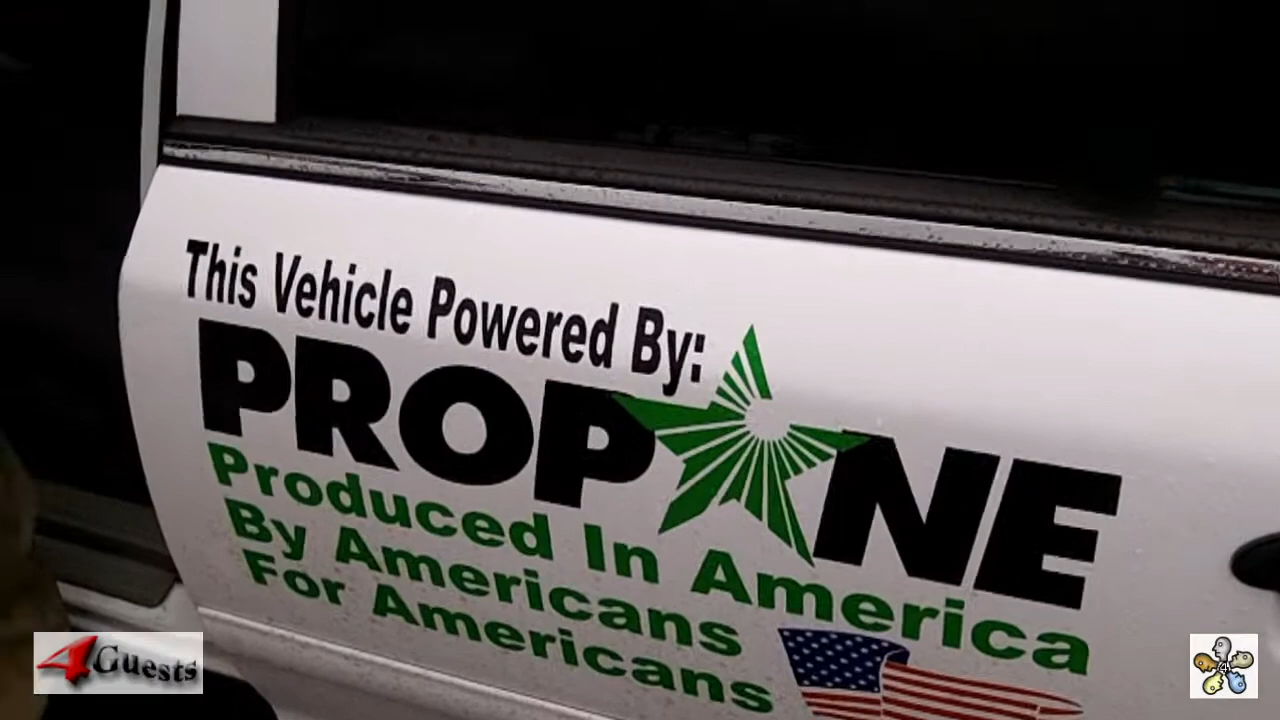 This Vehicle Powered By:
PROPANE
Produced In America
By Americans
For Americans
4Guests